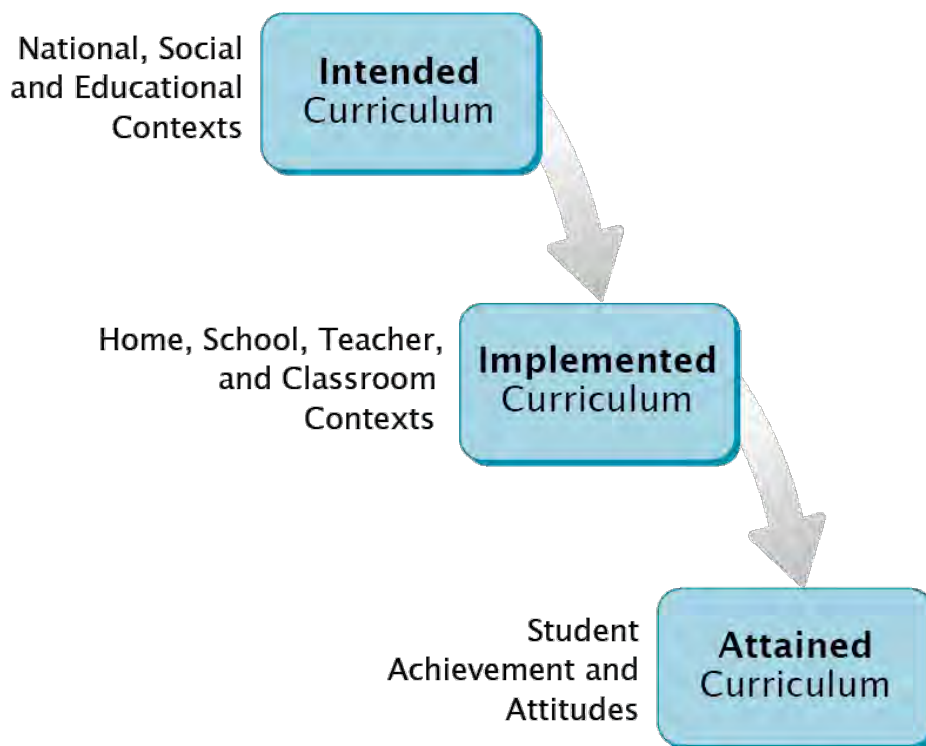 National, Social
and Educational
Contexts
Intended
Curriculum
Home, School, Teacher,
and Classroom
Contexts
Implemented
Curriculum
Student
Achievement and
Attitudes
Attained
Curriculum